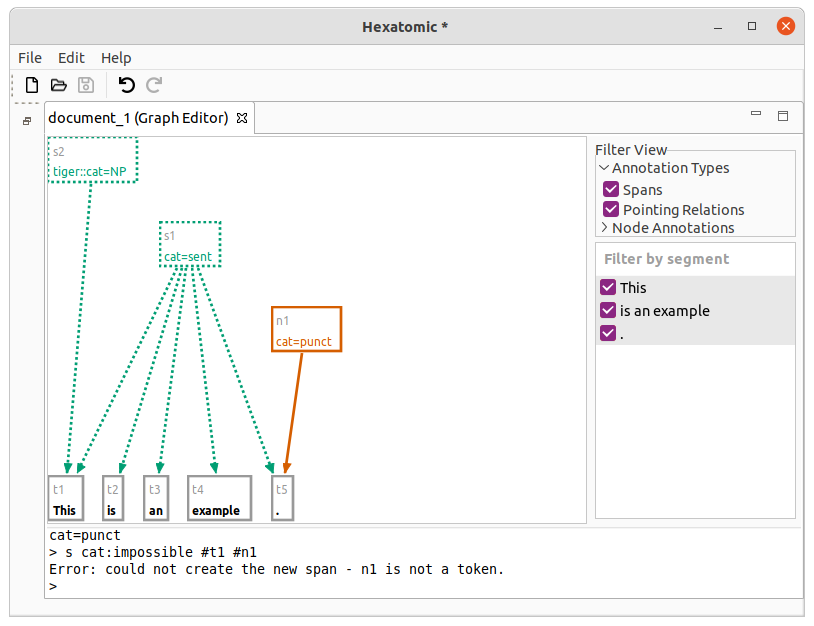 Hexatomic *
File Edit Help
document_1 (Graph Editor)
s2
tiger::cat=NP
s1
cat=sent
n1
cat=punct
t1 t2 t3 t4 t5
This is an example .
Filter View
Annotation Types
Spans
Pointing Relations
Node Annotations
Filter by segment
This
is an example
.
cat=punct
> s cat:impossible #t1 #n1
Error: could not create the new span - n1 is not a token.
>